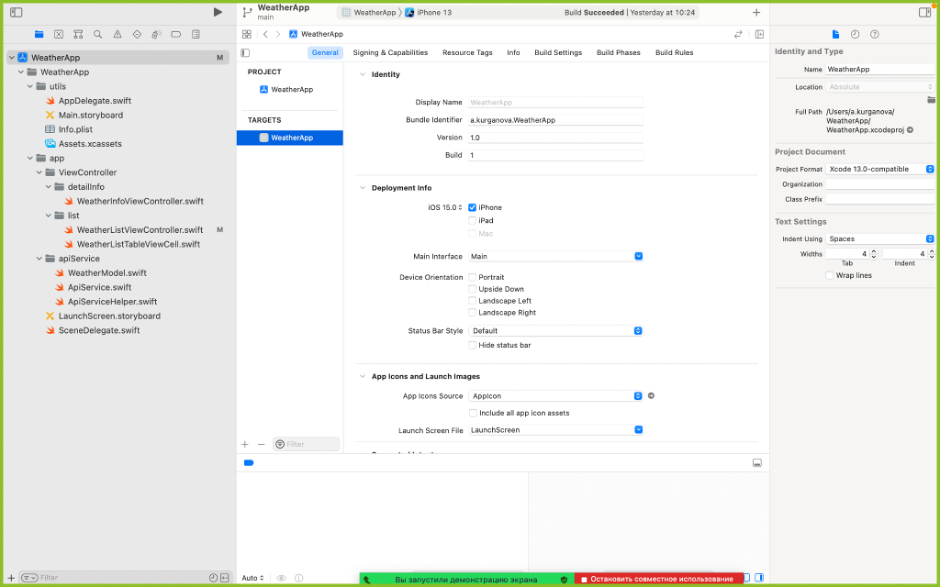 WeatherApp
main
WeatherApp
iPhone 13
Build Succeeded | Yesterday at 10:24
WeatherApp
M
WeatherApp
utils
AppDelegate.swift
Main.storyboard
Info.plist
Assets.xcassets
app
ViewController
detailInfo
WeatherInfoViewController.swift
list
WeatherListViewController.swift
M
WeatherListTableViewCell.swift
apiService
WeatherModel.swift
ApiService.swift
ApiServiceHelper.swift
LaunchScreen.storyboard
SceneDelegate.swift
Filter
WeatherApp
General
Signing & Capabilities
Resource Tags
Info
Build Settings
Build Phases
Build Rules
PROJECT
WeatherApp
TARGETS
WeatherApp
Filter
Identity
Display Name
WeatherApp
Bundle Identifier
a.kurganova.WeatherApp
Version
1.0
Build
1
Deployment Info
iOS 15.0
iPhone
iPad
Mac
Main Interface
Main
Device Orientation
Portrait
Upside Down
Landscape Left
Landscape Right
Status Bar Style
Default
Hide status bar
App Icons and Launch Images
App Icons Source
AppIcon
Include all app icon assets
Launch Screen File
LaunchScreen
Auto
Вы запустили демонстрацию экрана
Остановить совместное использование
Identity and Type
Name
WeatherApp
Location
Absolute
Full Path
/Users/a.kurganova/
WeatherApp/
WeatherApp.xcodeproj
Project Document
Project Format
Xcode 13.0-compatible
Organization
Class Prefix
Text Settings
Indent Using
Spaces
Widths
4
4
Tab
Indent
Wrap lines